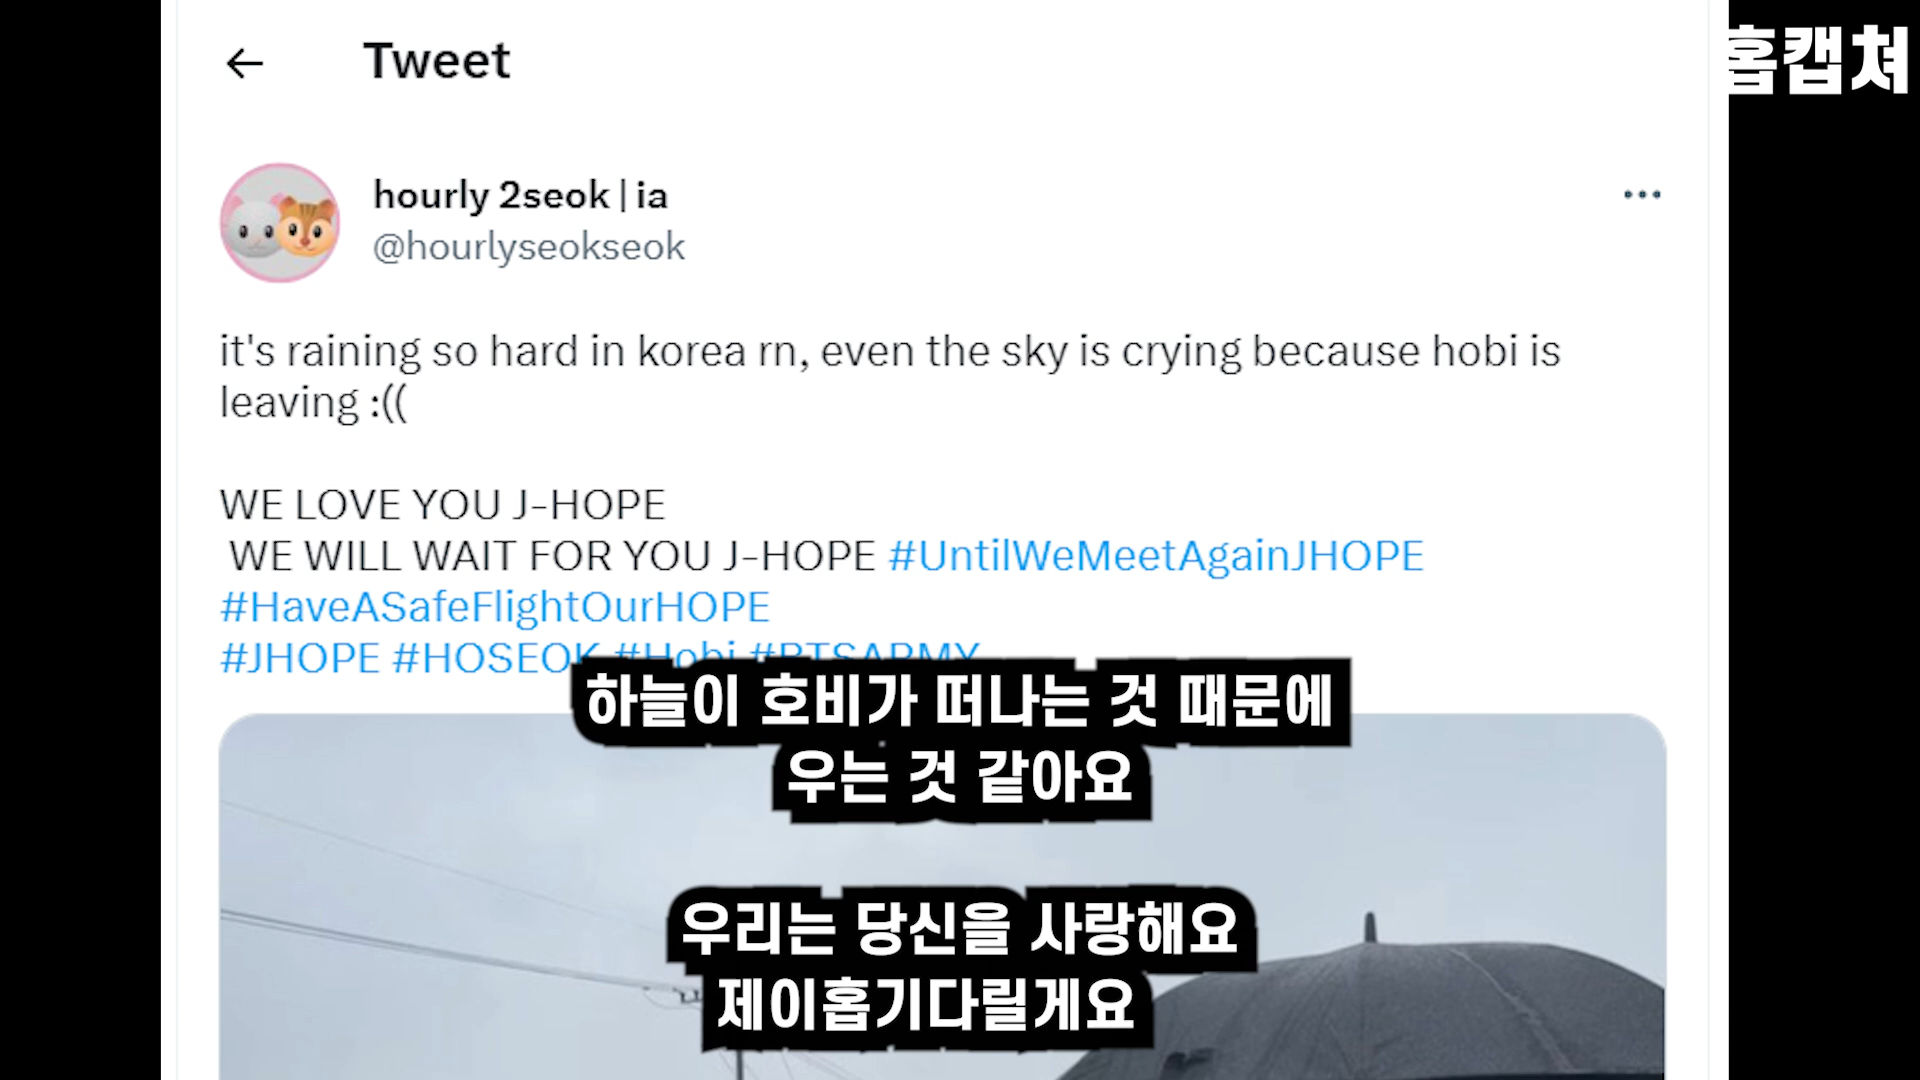 Tweet
홉캡쳐
hourly 2seok | ia
@hourlyseokseok
it's raining so hard in korea rn, even the sky is crying because hobi is
leaving :((
WE LOVE YOU J-HOPE
WE WILL WAIT FOR YOU J-HOPE #UntilWeMeetAgainJHOPE
#HaveASafeFlightOurHOPE
#JHOPE #HOSEOK #Hobi #BTSARMY
하늘이 호비가 떠나는 것 때문에
우는 것 같아요
우리는 당신을 사랑해요
제이홉기다릴게요